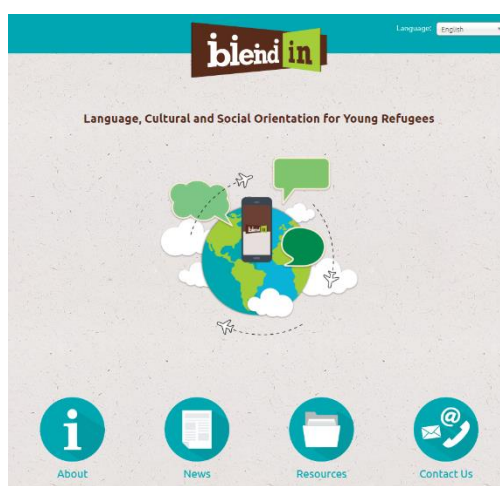 Language: English
blend in
Language, Cultural and Social Orientation for Young Refugees
blend in
@
About
News
Resources
Contact Us